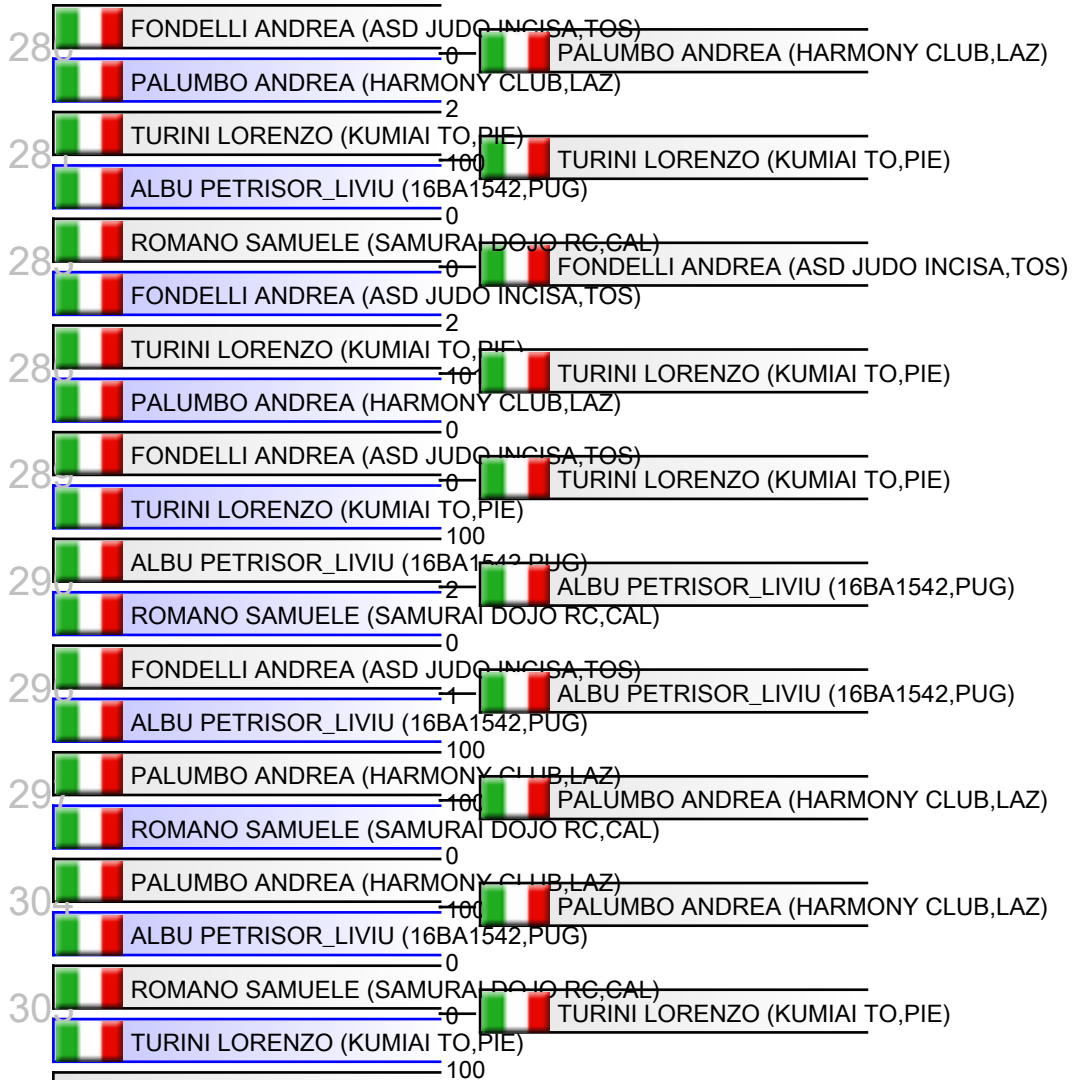 FONDELLI ANDREA (ASD JUDO INCISA,TOS)
0
PALUMBO ANDREA (HARMONY CLUB,LAZ)
PALUMBO ANDREA (HARMONY CLUB,LAZ)
2
TURINI LORENZO (KUMIAI TO,PIE)
100
TURINI LORENZO (KUMIAI TO,PIE)
ALBU PETRISOR_LIVIU (16BA1542,PUG)
0
ROMANO SAMUELE (SAMURAI DOJO RC,CAL)
0
FONDELLI ANDREA (ASD JUDO INCISA,TOS)
FONDELLI ANDREA (ASD JUDO INCISA,TOS)
2
TURINI LORENZO (KUMIAI TO,PIE)
10
TURINI LORENZO (KUMIAI TO,PIE)
PALUMBO ANDREA (HARMONY CLUB,LAZ)
0
FONDELLI ANDREA (ASD JUDO INCISA,TOS)
289
0
TURINI LORENZO (KUMIAI TO,PIE)
TURINI LORENZO (KUMIAI TO,PIE)
100
ALBU PETRISOR_LIVIU (16BA1542,PUG)
2
ALBU PETRISOR_LIVIU (16BA1542,PUG)
ROMANO SAMUELE (SAMURAI DOJO RC,CAL)
0
FONDELLI ANDREA (ASD JUDO INCISA,TOS)
1
ALBU PETRISOR_LIVIU (16BA1542,PUG)
ALBU PETRISOR_LIVIU (16BA1542,PUG)
100
PALUMBO ANDREA (HARMONY CLUB,LAZ)
297
100
PALUMBO ANDREA (HARMONY CLUB,LAZ)
ROMANO SAMUELE (SAMURAI DOJO RC,CAL)
0
PALUMBO ANDREA (HARMONY CLUB,LAZ)
304
100
PALUMBO ANDREA (HARMONY CLUB,LAZ)
ALBU PETRISOR_LIVIU (16BA1542,PUG)
0
ROMANO SAMUELE (SAMURAI DOJO RC,CAL)
0
TURINI LORENZO (KUMIAI TO,PIE)
TURINI LORENZO (KUMIAI TO,PIE)
100